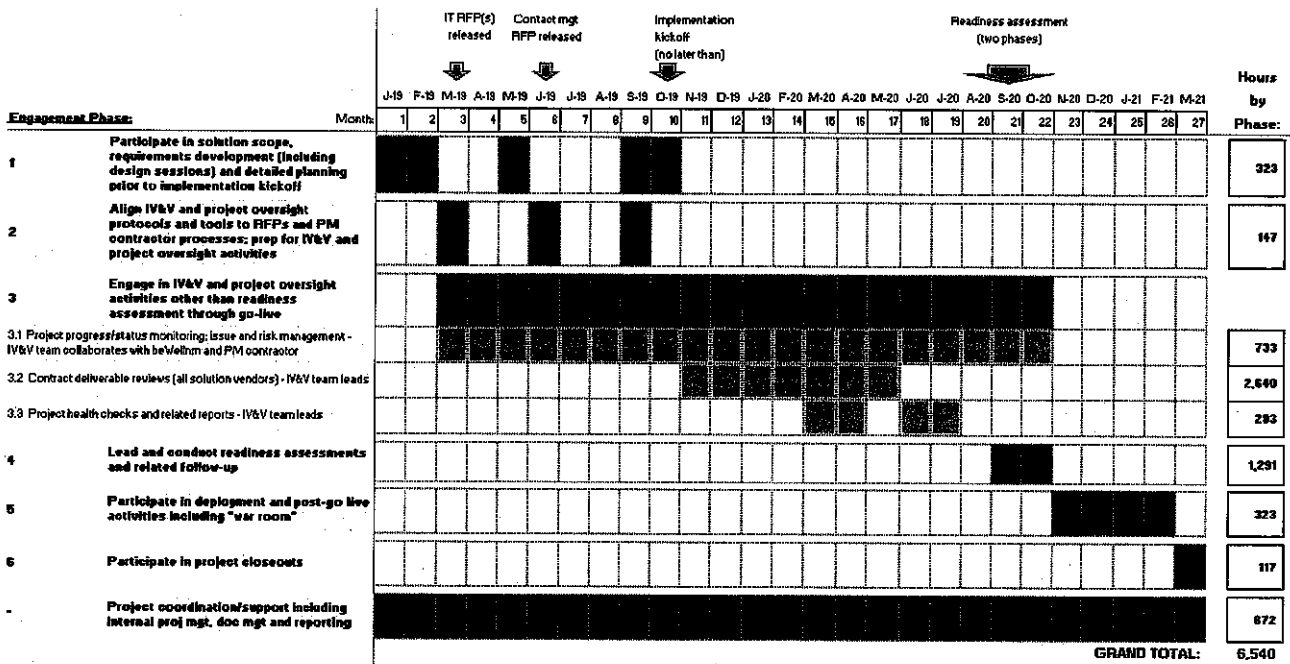 IT RFP(s)
released
Contact mgt
RFP released
Implementation
kickoff
(no later than)
Readiness assessment
(two phases)
Hours
by
Phase:
J-19 F-19 M-19 A-19 M-19 J-19 J-19 A-19 S-19 O-19 N-19 D-19 J-20 F-20 M-20 A-20 M-20 J-20 J-20 A-20 S-20 O-20 N-20 D-20 J-21 F-21 M-21
Engagement Phase: Month: 1 2 3 4 5 6 7 8 9 10 11 12 13 14 15 16 17 18 19 20 21 22 23 24 25 26 27
1
Participate in solution scope,
requirements development (including
design sessions) and detailed planning
prior to implementation kickoff
323
2
Align IV&V and project oversight
protocols and tools to RFPs and PM
contractor processes; prep for IV&V and
project oversight activities
147
3
Engage in IV&V and project oversight
activities other than readiness
assessment through go-live
3.1 Project progress/status monitoring; issue and risk management -
IV&V team collaborates with beWellnm and PM contractor
733
3.2 Contract deliverable reviews (all solution vendors) - IV&V team leads
2,640
3.3 Project health checks and related reports - IV&V team leads
293
4
Lead and conduct readiness assessments
and related follow-up
1,291
5
Participate in deployment and post-go live
activities including "war room"
323
6
Participate in project closeouts
117
-
Project coordination/support including
internal proj mgt, doc mgt and reporting
672
GRAND TOTAL: 6,540